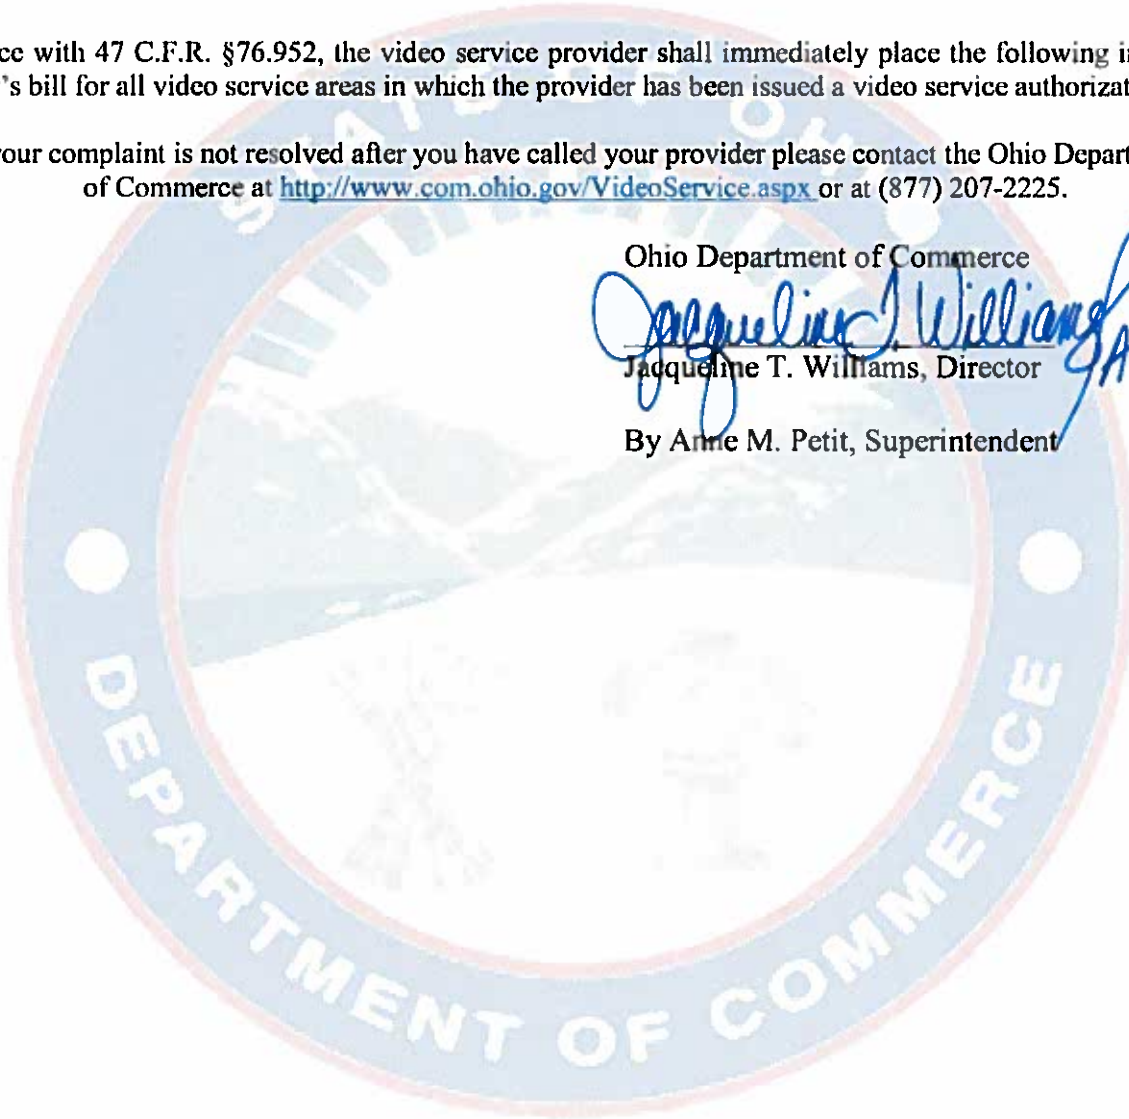 ce with 47 C.F.R. §76.952, the video service provider shall immediately place the following in
's bill for all video service areas in which the provider has been issued a video service authorizat
our complaint is not resolved after you have called your provider please contact the Ohio Depart
of Commerce at http://www.com.ohio.gov/VideoService.aspx or at (877) 207-2225.
Ohio Department of Commerce
Jacqueline T. Williams
Jacqueline T. Williams, Director
By Anne M. Petit, Superintendent
STATE OF OHIO
DEPARTMENT OF COMMERCE